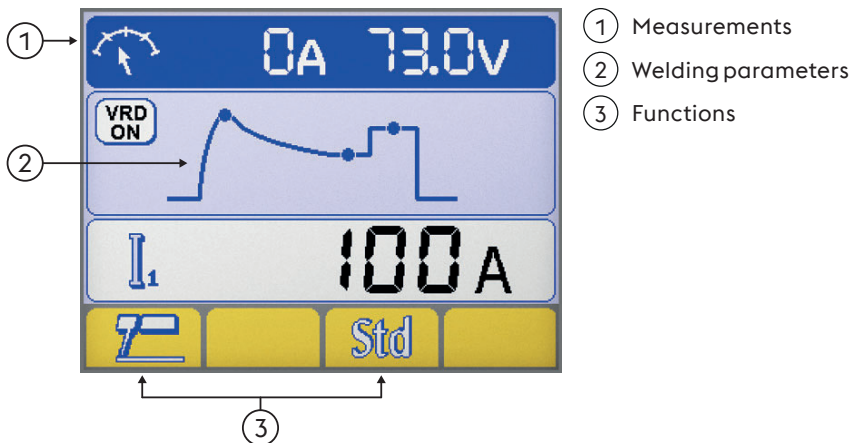 1
0A 73.0V
VRD
ON
2
I1
100A
Std
3
1 Measurements
2 Welding parameters
3 Functions